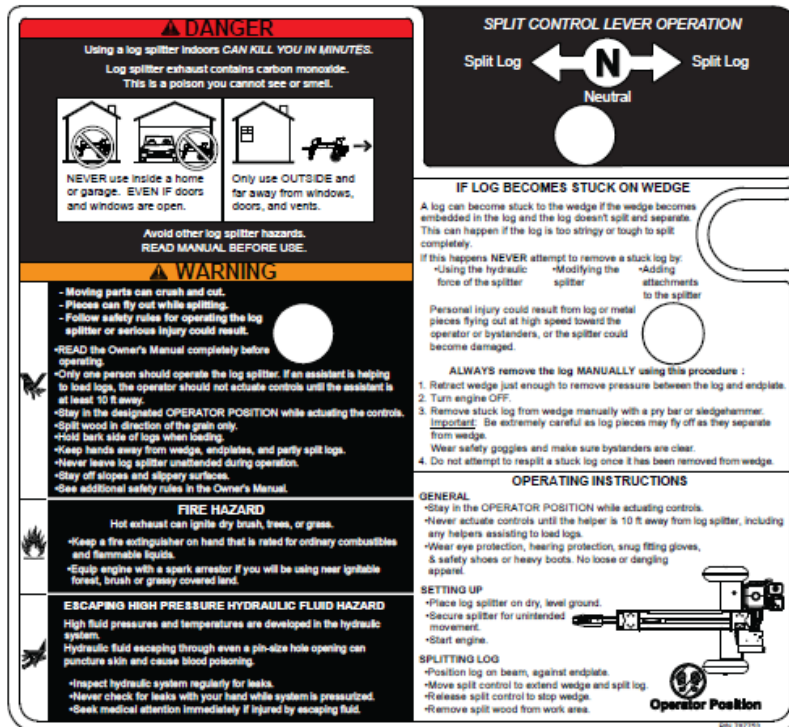 DANGER
Using a log splitter indoors CAN KILL YOU IN MINUTES.
Log splitter exhaust contains carbon monoxide.
This is a poison you cannot see or smell.
NEVER use inside a home
or garage. EVEN IF doors
and windows are open.
Only use OUTSIDE and
far away from windows,
doors, and vents.
Avoid other log splitter hazards.
READ MANUAL BEFORE USE.
WARNING
- Moving parts can crush and cut.
- Pieces can fly out while splitting.
- Follow safety rules for operating the log
splitter or serious injury could result.
•READ the Owner's Manual completely before
operating.
•Only one person should operate the log splitter. If an assistant is helping
to load logs, the operator should not actuate controls until the assistant is
at least 10 ft away.
•Stay in the designated OPERATOR POSITION while actuating the controls.
•Split wood in direction of the grain only.
•Hold bark side of logs when loading.
•Keep hands away from wedge, endplates, and partly split logs.
•Never leave log splitter unattended during operation.
•Stay off slopes and slippery surfaces.
•See additional safety rules in the Owner's Manual.
FIRE HAZARD
Hot exhaust can ignite dry brush, trees, or grass.
•Keep a fire extinguisher on hand that is rated for ordinary combustibles
and flammable liquids.
•Equip engine with a spark arrestor if you will be using near ignitable
forest, brush or grassy covered land.
ESCAPING HIGH PRESSURE HYDRAULIC FLUID HAZARD
High fluid pressures and temperatures are developed in the hydraulic
system.
Hydraulic fluid escaping through even a pin-size hole opening can
puncture skin and cause blood poisoning.
•Inspect hydraulic system regularly for leaks.
•Never check for leaks with your hand while system is pressurized.
•Seek medical attention immediately if injured by escaping fluid.
SPLIT CONTROL LEVER OPERATION
Split Log N Split Log
Neutral
IF LOG BECOMES STUCK ON WEDGE
A log can become stuck to the wedge if the wedge becomes
embedded in the log and the log doesn't split and separate.
This can happen if the log is too stringy or tough to split
completely.
If this happens NEVER attempt to remove a stuck log by:
•Using the hydraulic •Modifying the •Adding
force of the splitter splitter attachments
to the splitter
Personal injury could result from log or metal
pieces flying out at high speed toward the
operator or bystanders, or the splitter could
become damaged.
ALWAYS remove the log MANUALLY using this procedure :
1. Retract wedge just enough to remove pressure between the log and endplate.
2. Turn engine OFF.
3. Remove stuck log from wedge manually with a pry bar or sledgehammer.
Important: Be extremely careful as log pieces may fly off as they separate
from wedge.
Wear safety goggles and make sure bystanders are clear.
4. Do not attempt to resplit a stuck log once it has been removed from wedge.
OPERATING INSTRUCTIONS
GENERAL
•Stay in the OPERATOR POSITION while actuating controls.
•Never actuate controls until the helper is 10 ft away from log splitter, including
any helpers assisting to load logs.
•Wear eye protection, hearing protection, snug fitting gloves,
& safety shoes or heavy boots. No loose or dangling
apparel.
SETTING UP
•Place log splitter on dry, level ground.
•Secure splitter for unintended
movement.
•Start engine.
SPLITTING LOG
•Position log on beam, against endplate.
•Move split control to extend wedge and split log.
•Release split control to stop wedge.
•Remove split wood from work area.
Operator Position